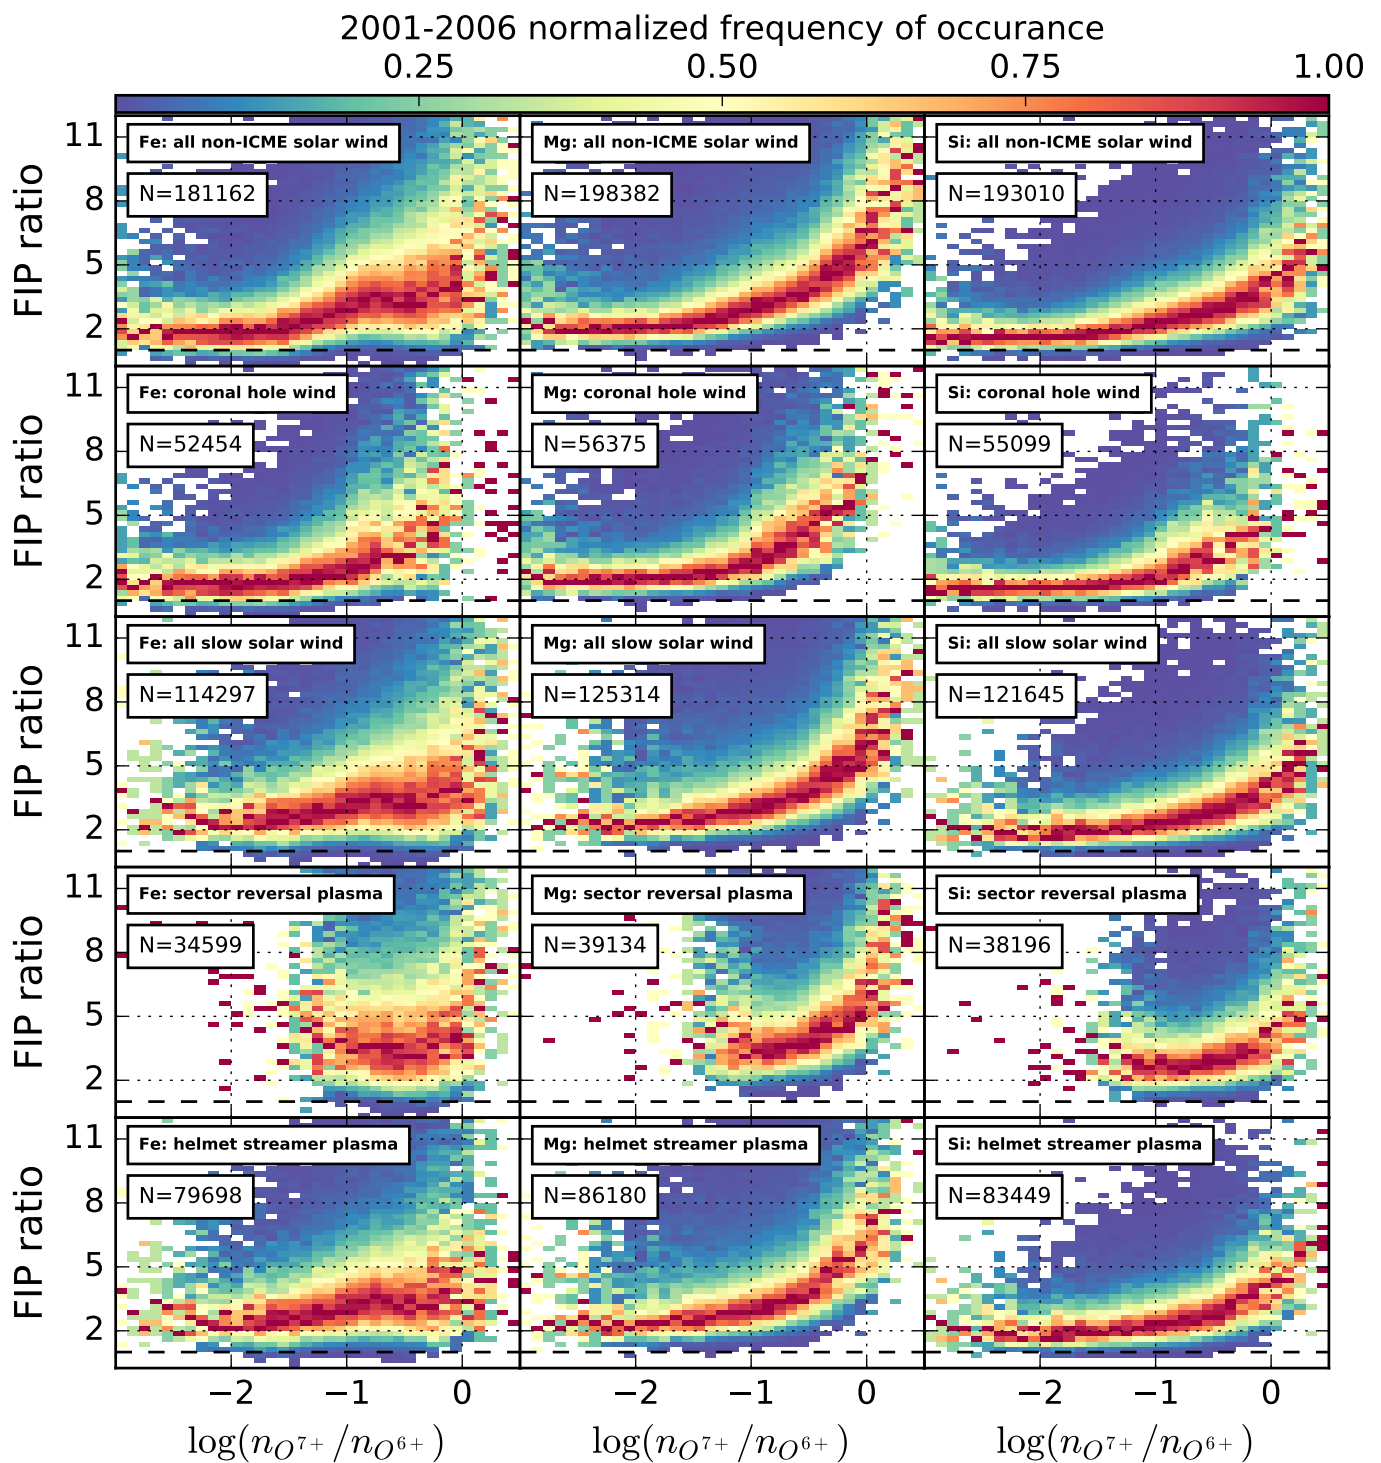 2001-2006 normalized frequency of occurance
0.25 0.50 0.75 1.00
FIP ratio
11
8
5
2
Fe: all non-ICME solar wind
N=181162
Mg: all non-ICME solar wind
N=198382
Si: all non-ICME solar wind
N=193010
FIP ratio
11
8
5
2
Fe: coronal hole wind
N=52454
Mg: coronal hole wind
N=56375
Si: coronal hole wind
N=55099
FIP ratio
11
8
5
2
Fe: all slow solar wind
N=114297
Mg: all slow solar wind
N=125314
Si: all slow solar wind
N=121645
FIP ratio
11
8
5
2
Fe: sector reversal plasma
N=34599
Mg: sector reversal plasma
N=39134
Si: sector reversal plasma
N=38196
FIP ratio
11
8
5
2
Fe: helmet streamer plasma
N=79698
Mg: helmet streamer plasma
N=86180
Si: helmet streamer plasma
N=83449
−2 −1 0 −2 −1 0 −2 −1 0
log(n_{O^{7+}}/n_{O^{6+}}) log(n_{O^{7+}}/n_{O^{6+}}) log(n_{O^{7+}}/n_{O^{6+}})